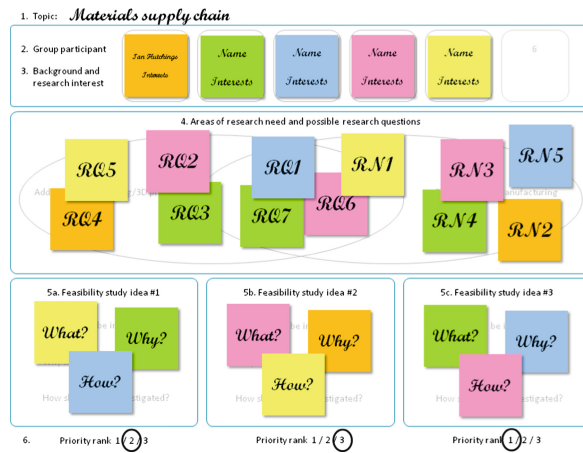 1. Topic: Materials supply chain
2. Group participant
3. Background and research interest
Ian Hutchings
Interests
Name
Interests
Name
Interests
Name
Interests
Name
Interests
6
4. Areas of research need and possible research questions
RQ5
RQ2
RQ1
RN1
RN3
RN5
RQ4
RQ3
RQ7
RQ6
RN4
RN2
5a. Feasibility study idea #1
5b. Feasibility study idea #2
5c. Feasibility study idea #3
What?
Why?
How?
What?
Why?
How?
What?
Why?
How?
6. Priority rank 1 / 2 / 3
Priority rank 1 / 2 / 3
Priority rank 1 / 2 / 3